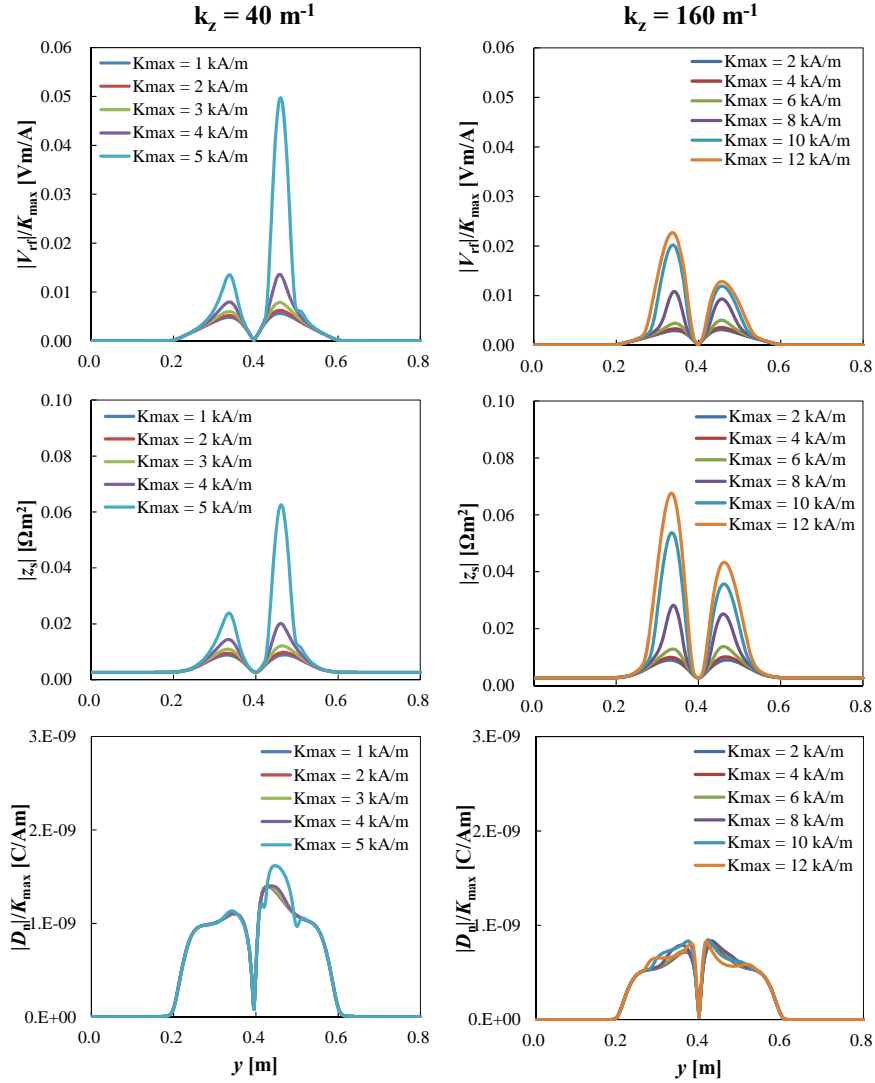 k_z = 40 m⁻¹
k_z = 160 m⁻¹
|V_rf|/K_max [Vm/A]
0.06
0.05
0.04
0.03
0.02
0.01
0.00
Kmax = 1 kA/m
Kmax = 2 kA/m
Kmax = 3 kA/m
Kmax = 4 kA/m
Kmax = 5 kA/m
0.0 0.2 0.4 0.6 0.8
|V_rf|/K_max [Vm/A]
0.06
0.05
0.04
0.03
0.02
0.01
0.00
Kmax = 2 kA/m
Kmax = 4 kA/m
Kmax = 6 kA/m
Kmax = 8 kA/m
Kmax = 10 kA/m
Kmax = 12 kA/m
0.0 0.2 0.4 0.6 0.8
|z_s| [Ωm²]
0.10
0.08
0.06
0.04
0.02
0.00
Kmax = 1 kA/m
Kmax = 2 kA/m
Kmax = 3 kA/m
Kmax = 4 kA/m
Kmax = 5 kA/m
0.0 0.2 0.4 0.6 0.8
|z_s| [Ωm²]
0.10
0.08
0.06
0.04
0.02
0.00
Kmax = 2 kA/m
Kmax = 4 kA/m
Kmax = 6 kA/m
Kmax = 8 kA/m
Kmax = 10 kA/m
Kmax = 12 kA/m
0.0 0.2 0.4 0.6 0.8
|D_n|/K_max [C/Am]
3.E-09
2.E-09
1.E-09
0.E+00
Kmax = 1 kA/m
Kmax = 2 kA/m
Kmax = 3 kA/m
Kmax = 4 kA/m
Kmax = 5 kA/m
0.0 0.2 0.4 0.6 0.8
y [m]
|D_n|/K_max [C/Am]
3.E-09
2.E-09
1.E-09
0.E+00
Kmax = 2 kA/m
Kmax = 4 kA/m
Kmax = 6 kA/m
Kmax = 8 kA/m
Kmax = 10 kA/m
Kmax = 12 kA/m
0.0 0.2 0.4 0.6 0.8
y [m]